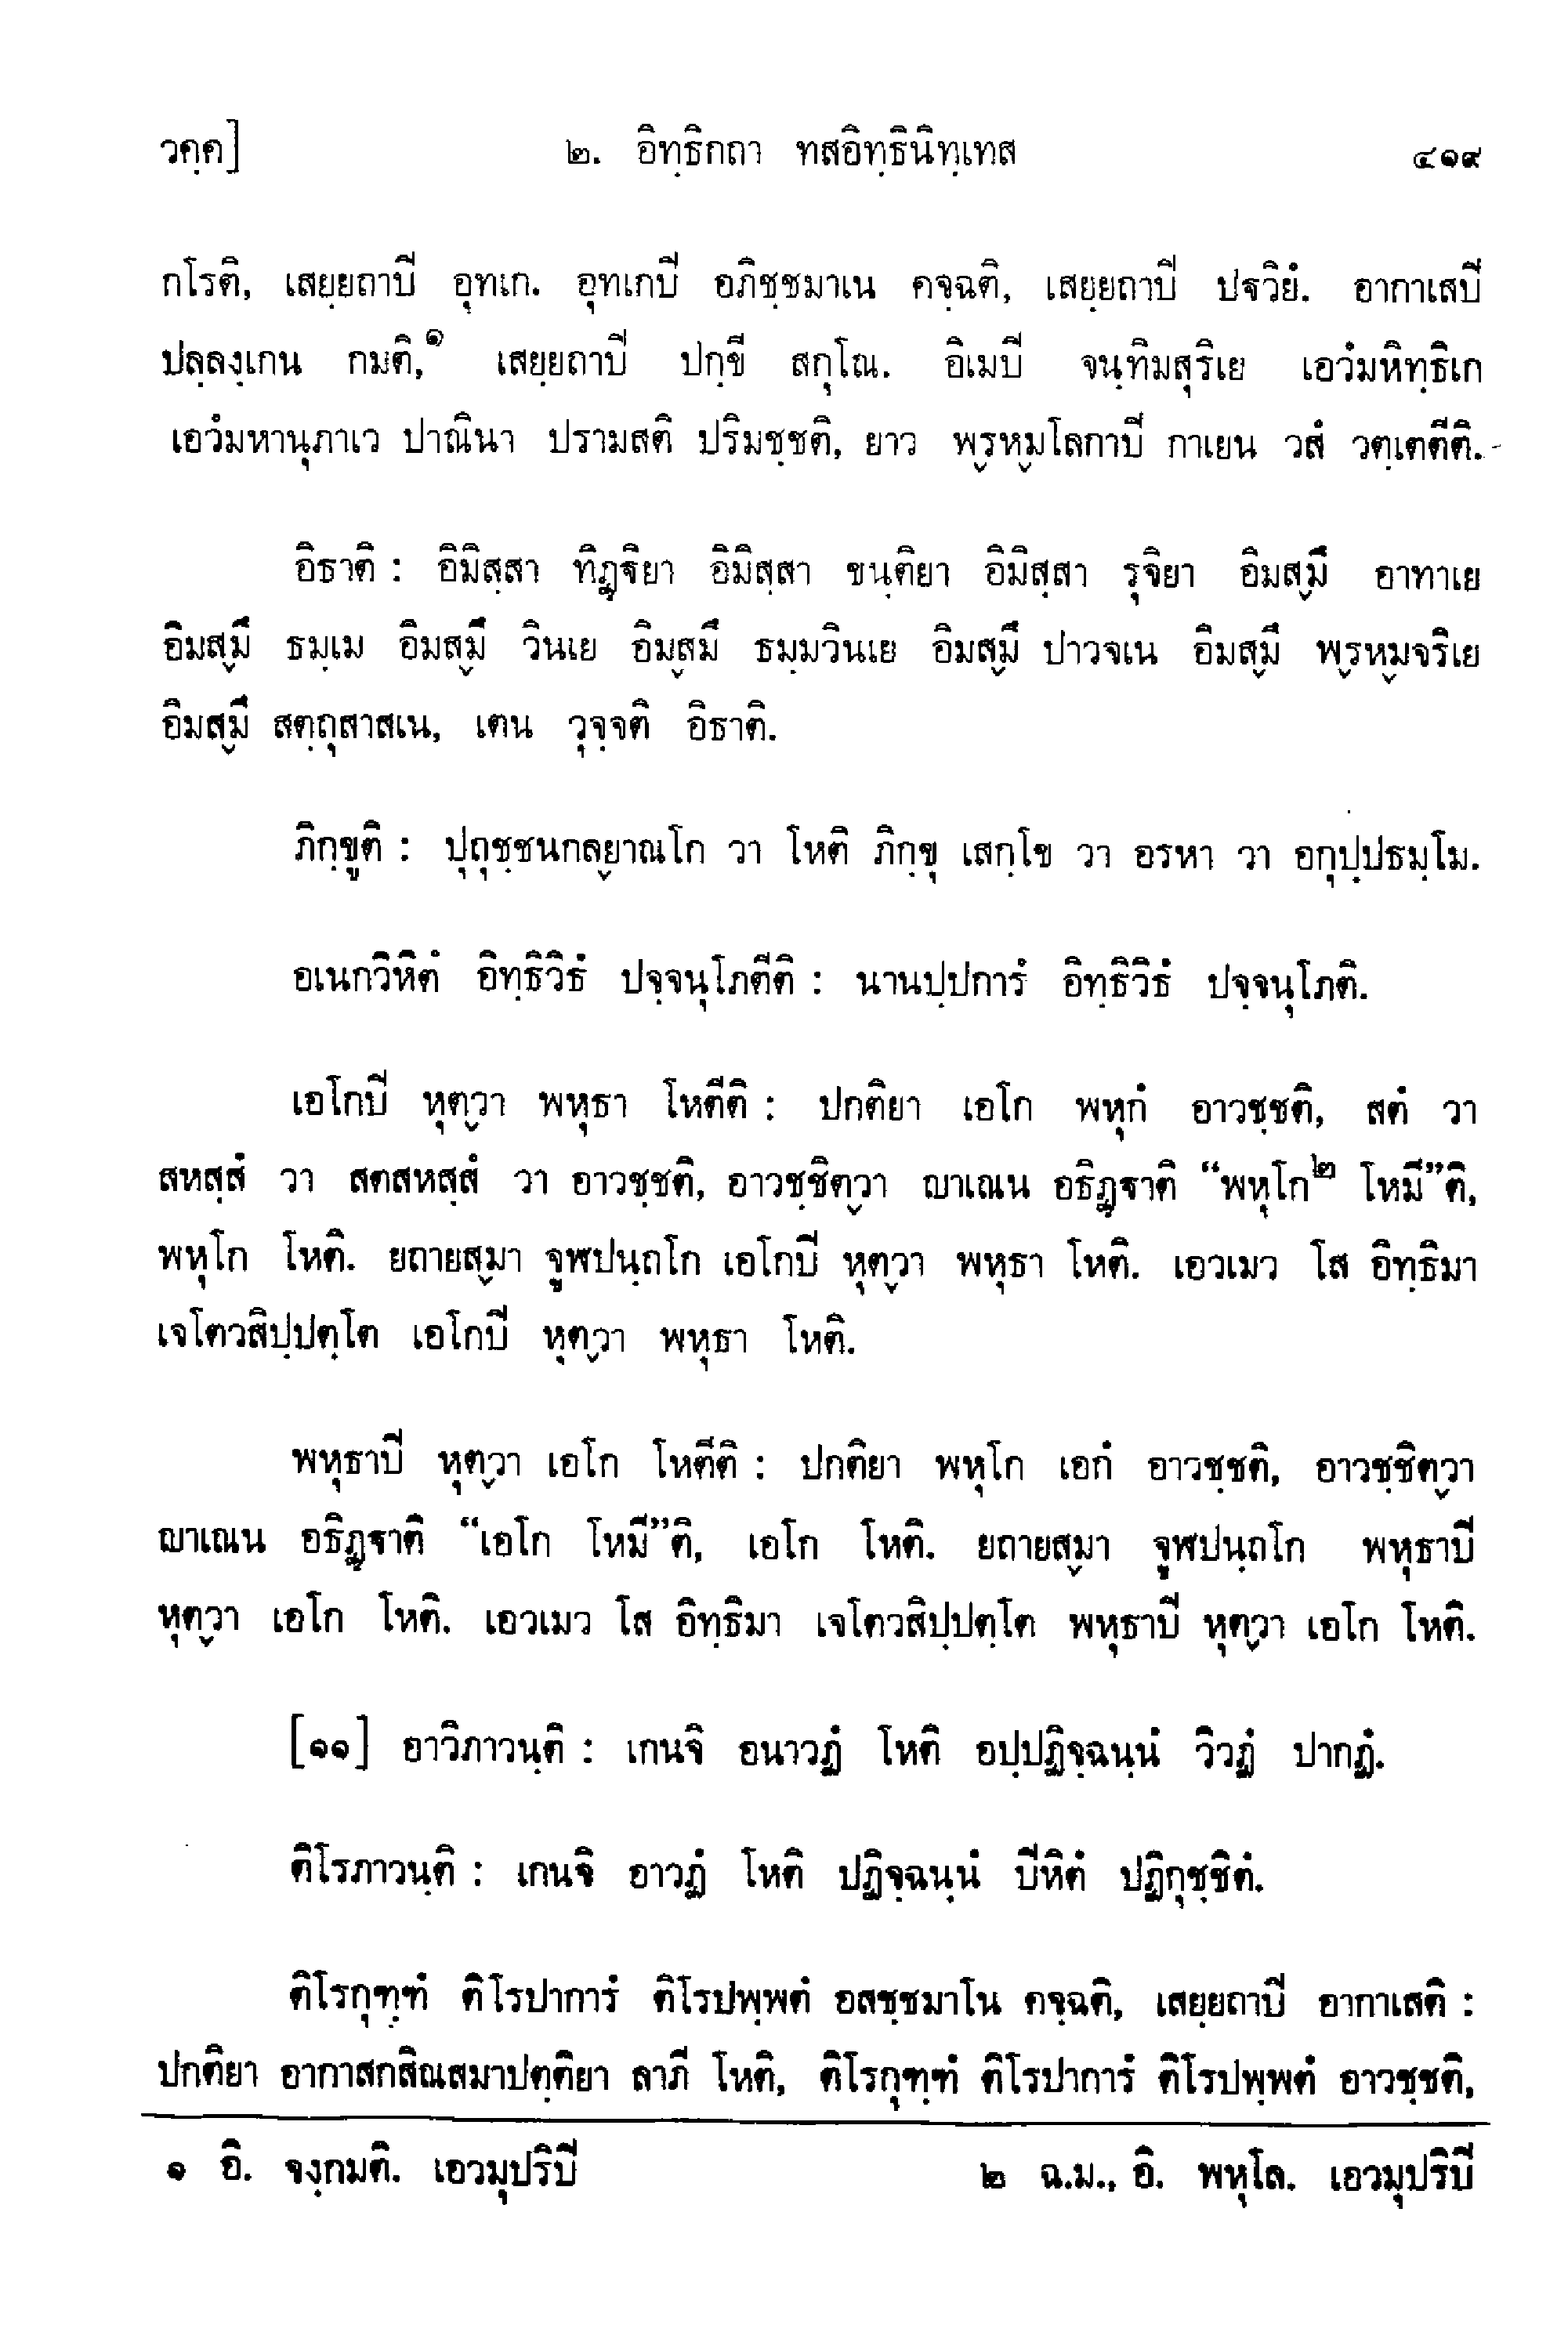 วคฺค]
๒. อิทฺธิกถา ทสอิทฺธินิทฺเทส
๔๑๙
กโรติ, เสยฺยถาปิ อุทเก. อุทเกปิ อภิชฺชมาเน คจฺฉติ, เสยฺยถาปิ ปฐวิยํ. อากาเสปิ
ปลฺลงฺเกน กมติ,๑ เสยฺยถาปิ ปกฺขี สกุโณ. อิเมปิ จนฺทิมสุริเย เอวํมหิทฺธิเก
เอวํมหานุภาเว ปาณินา ปรามสติ ปริมชฺชติ, ยาว พฺรหฺมโลกาปิ กาเยน วสํ วตฺเตตีติ.
อิธาติ : อิมิสฺสา ทิฏฺฐิยา อิมิสฺสา ขนฺติยา อิมิสฺสา รุจิยา อิมสฺมึ อาทาเย
อิมสฺมึ ธมฺเม อิมสฺมึ วินเย อิมสฺมึ ธมฺมวินเย อิมสฺมึ ปาวจเน อิมสฺมึ พฺรหฺมจริเย
อิมสฺมึ สตฺถุสาสเน, เตน วุจฺจติ อิธาติ.
ภิกฺขูติ : ปุถุชฺชนกลฺยาณโก วา โหติ ภิกฺขุ เสกฺโข วา อรหา วา อกุปฺปธมฺโม.
อเนกวิหิตํ อิทฺธิวิธํ ปจฺจนุโภตีติ : นานปฺปการํ อิทฺธิวิธํ ปจฺจนุโภติ.
เอโกปิ หุตฺวา พหุธา โหตีติ : ปกติยา เอโก พหุกํ อาวชฺชติ, สตํ วา
สหสฺสํ วา สตสหสฺสํ วา อาวชฺชติ, อาวชฺชิตฺวา ญาเณน อธิฏฺฐาติ “พหุโก๒ โหมี”ติ,
พหุโก โหติ. ยถายสฺมา จูฬปนฺถโก เอโกปิ หุตฺวา พหุธา โหติ. เอวเมว โส อิทฺธิมา
เจโตวสิปฺปตฺโต เอโกปิ หุตฺวา พหุธา โหติ.
พหุธาปิ หุตฺวา เอโก โหตีติ : ปกติยา พหุโก เอกํ อาวชฺชติ, อาวชฺชิตฺวา
ญาเณน อธิฏฺฐาติ “เอโก โหมี”ติ, เอโก โหติ. ยถายสฺมา จูฬปนฺถโก พหุธาปิ
หุตฺวา เอโก โหติ. เอวเมว โส อิทฺธิมา เจโตวสิปฺปตฺโต พหุธาปิ หุตฺวา เอโก โหติ.
[๑๑] อาวิภาวนฺติ : เกนจิ อนาวฏํ โหติ อปฺปฏิจฺฉนฺนํ วิวฏํ ปากฏํ.
ติโรภาวนฺติ : เกนจิ อาวฏํ โหติ ปฏิจฺฉนฺนํ ปิหิตํ ปฏิกุชฺชิตํ.
ติโรกุฑฺฑํ ติโรปาการํ ติโรปพฺพตํ อสชฺชมาโน คจฺฉติ, เสยฺยถาปิ อากาเสติ :
ปกติยา อากาสกสิณสมาปตฺติยา ลาภี โหติ, ติโรกุฑฺฑํ ติโรปาการํ ติโรปพฺพตํ อาวชฺชติ,
๑ อิ. จงฺกมติ. เอวมุปริปิ
๒ ฉ.ม., อิ. พหุโล. เอวมุปริปิ